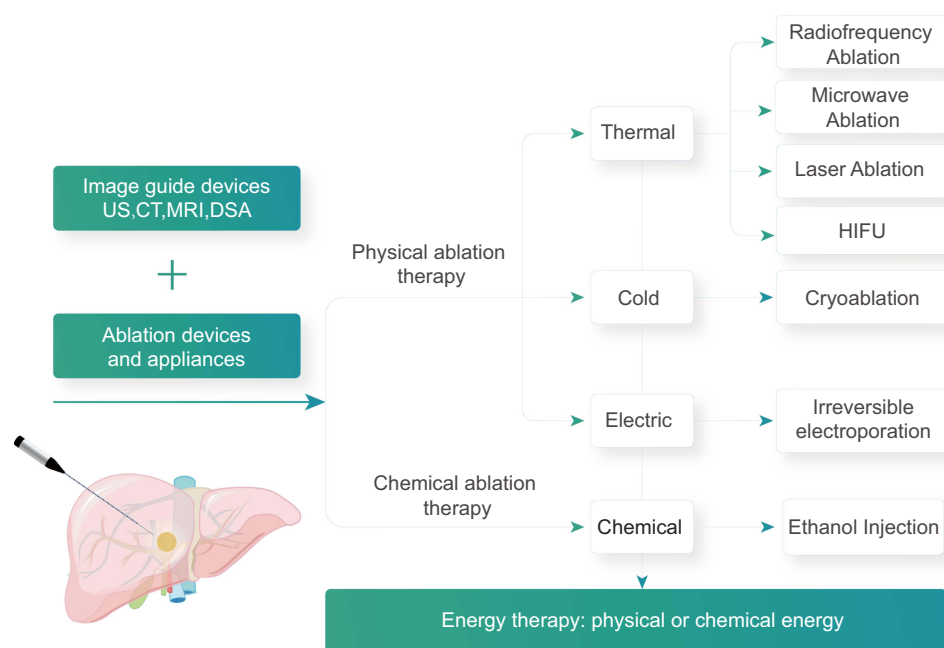 Image guide devices
US,CT,MRI,DSA
+
Ablation devices
and appliances
Physical ablation
therapy
Chemical ablation
therapy
Thermal
Cold
Electric
Chemical
Radiofrequency
Ablation
Microwave
Ablation
Laser Ablation
HIFU
Cryoablation
Irreversible
electroporation
Ethanol Injection
Energy therapy: physical or chemical energy